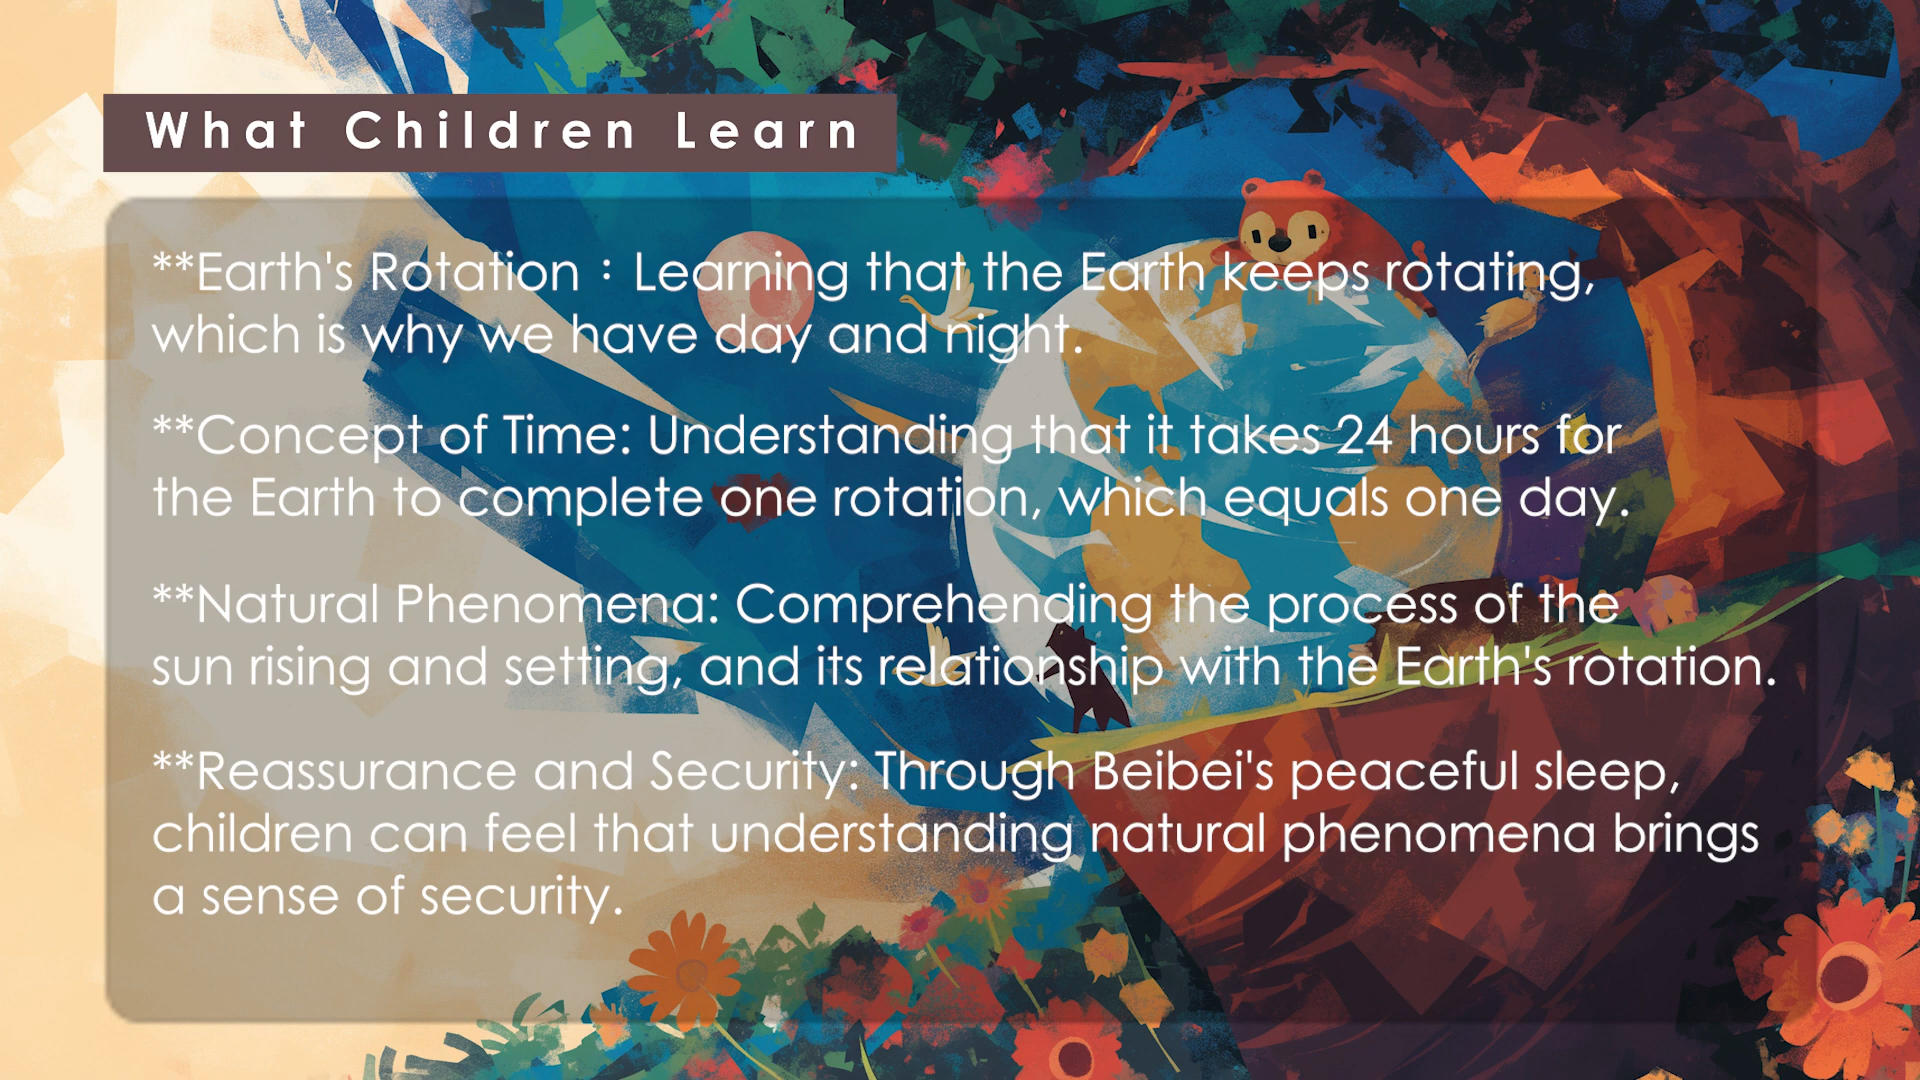 What Children Learn
**Earth's Rotation：Learning that the Earth keeps rotating,
which is why we have day and night.
**Concept of Time: Understanding that it takes 24 hours for
the Earth to complete one rotation, which equals one day.
**Natural Phenomena: Comprehending the process of the
sun rising and setting, and its relationship with the Earth's rotation.
**Reassurance and Security: Through Beibei's peaceful sleep,
children can feel that understanding natural phenomena brings
a sense of security.